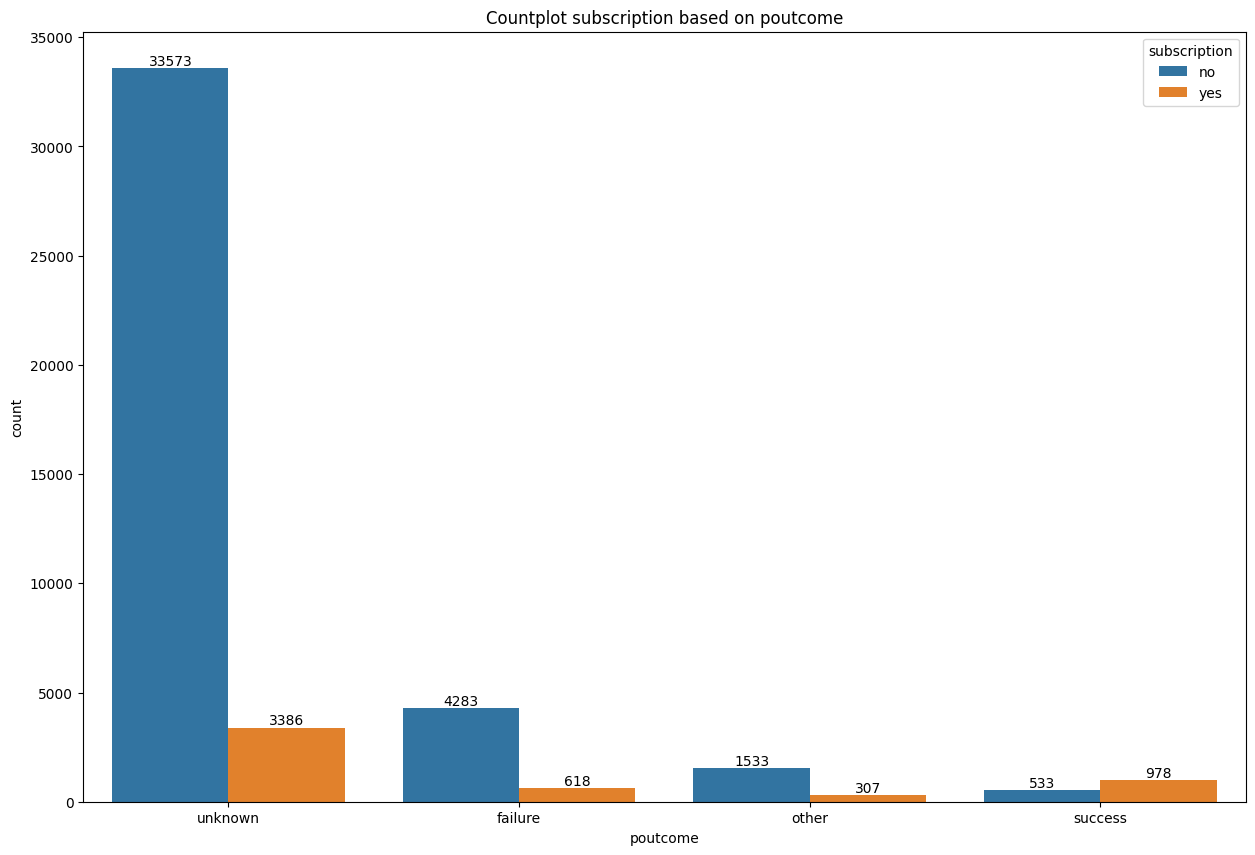 Countplot subscription based on poutcome
35000
30000
25000
20000
15000
10000
5000
0
count
33573
3386
4283
618
1533
307
533
978
subscription
no
yes
unknown
failure
other
success
poutcome